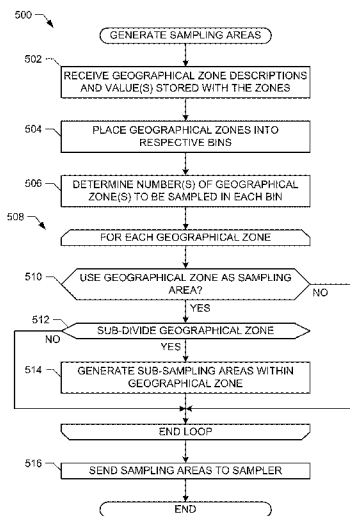 500
GENERATE SAMPLING AREAS
502
RECEIVE GEOGRAPHICAL ZONE DESCRIPTIONS
AND VALUE(S) STORED WITH THE ZONES
504
PLACE GEOGRAPHICAL ZONES INTO
RESPECTIVE BINS
506
DETERMINE NUMBER(S) OF GEOGRAPHICAL
ZONE(S) TO BE SAMPLED IN EACH BIN
508
FOR EACH GEOGRAPHICAL ZONE
510
USE GEOGRAPHICAL ZONE AS SAMPLING
AREA?
NO
YES
512
SUB-DIVIDE GEOGRAPHICAL ZONE
NO
YES
514
GENERATE SUB-SAMPLING AREAS WITHIN
GEOGRAPHICAL ZONE
END LOOP
516
SEND SAMPLING AREAS TO SAMPLER
END